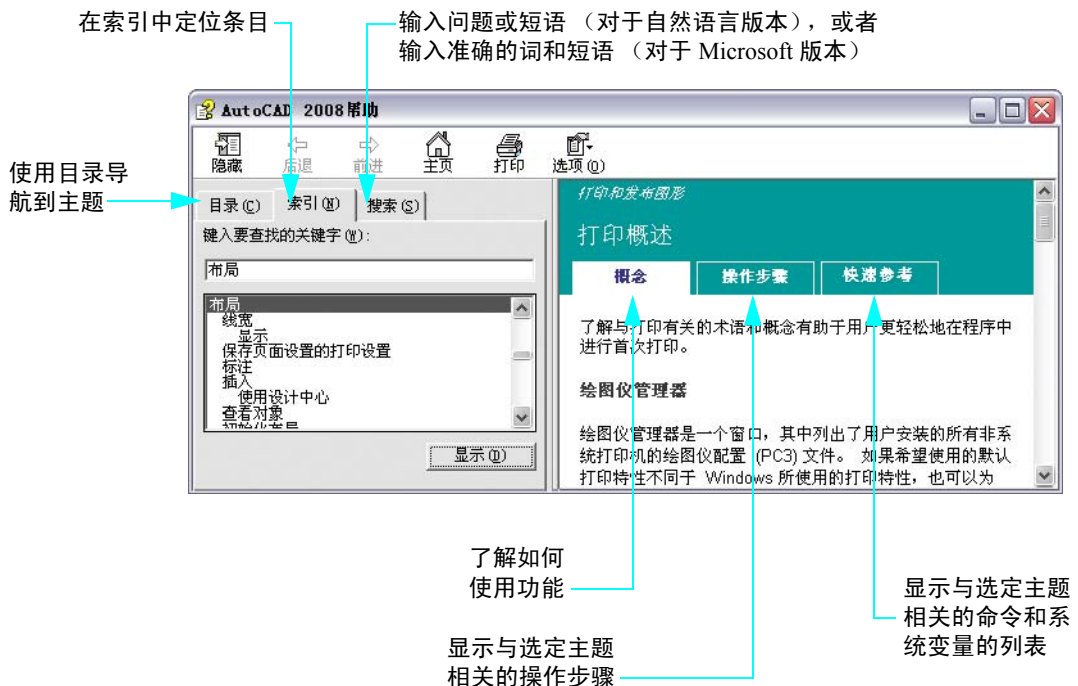 在索引中定位条目
输入问题或短语 （对于自然语言版本），或者
输入准确的词和短语 （对于 Microsoft 版本）
AutoCAD 2008帮助
隐藏 后退 前进 主页 打印 选项(O)
使用目录导
航到主题
目录(C) 索引(N) 搜索(S)
键入要查找的关键字(W):
布局
布局
线宽
显示
保存页面设置的打印设置
标注
插入
使用设计中心
查看对象
初始化布局
显示(D)
打印和发布图形
打印概述
概念 操作步骤 快速参考
了解与打印有关的术语和概念有助于用户更轻松地在程序中
进行首次打印。
绘图仪管理器
绘图仪管理器是一个窗口，其中列出了用户安装的所有非系
统打印机的绘图仪配置 (PC3) 文件。 如果希望使用的默认
打印特性不同于 Windows 所使用的打印特性，也可以为
了解如何
使用功能
显示与选定主题
相关的操作步骤
显示与选定主题
相关的命令和系
统变量的列表